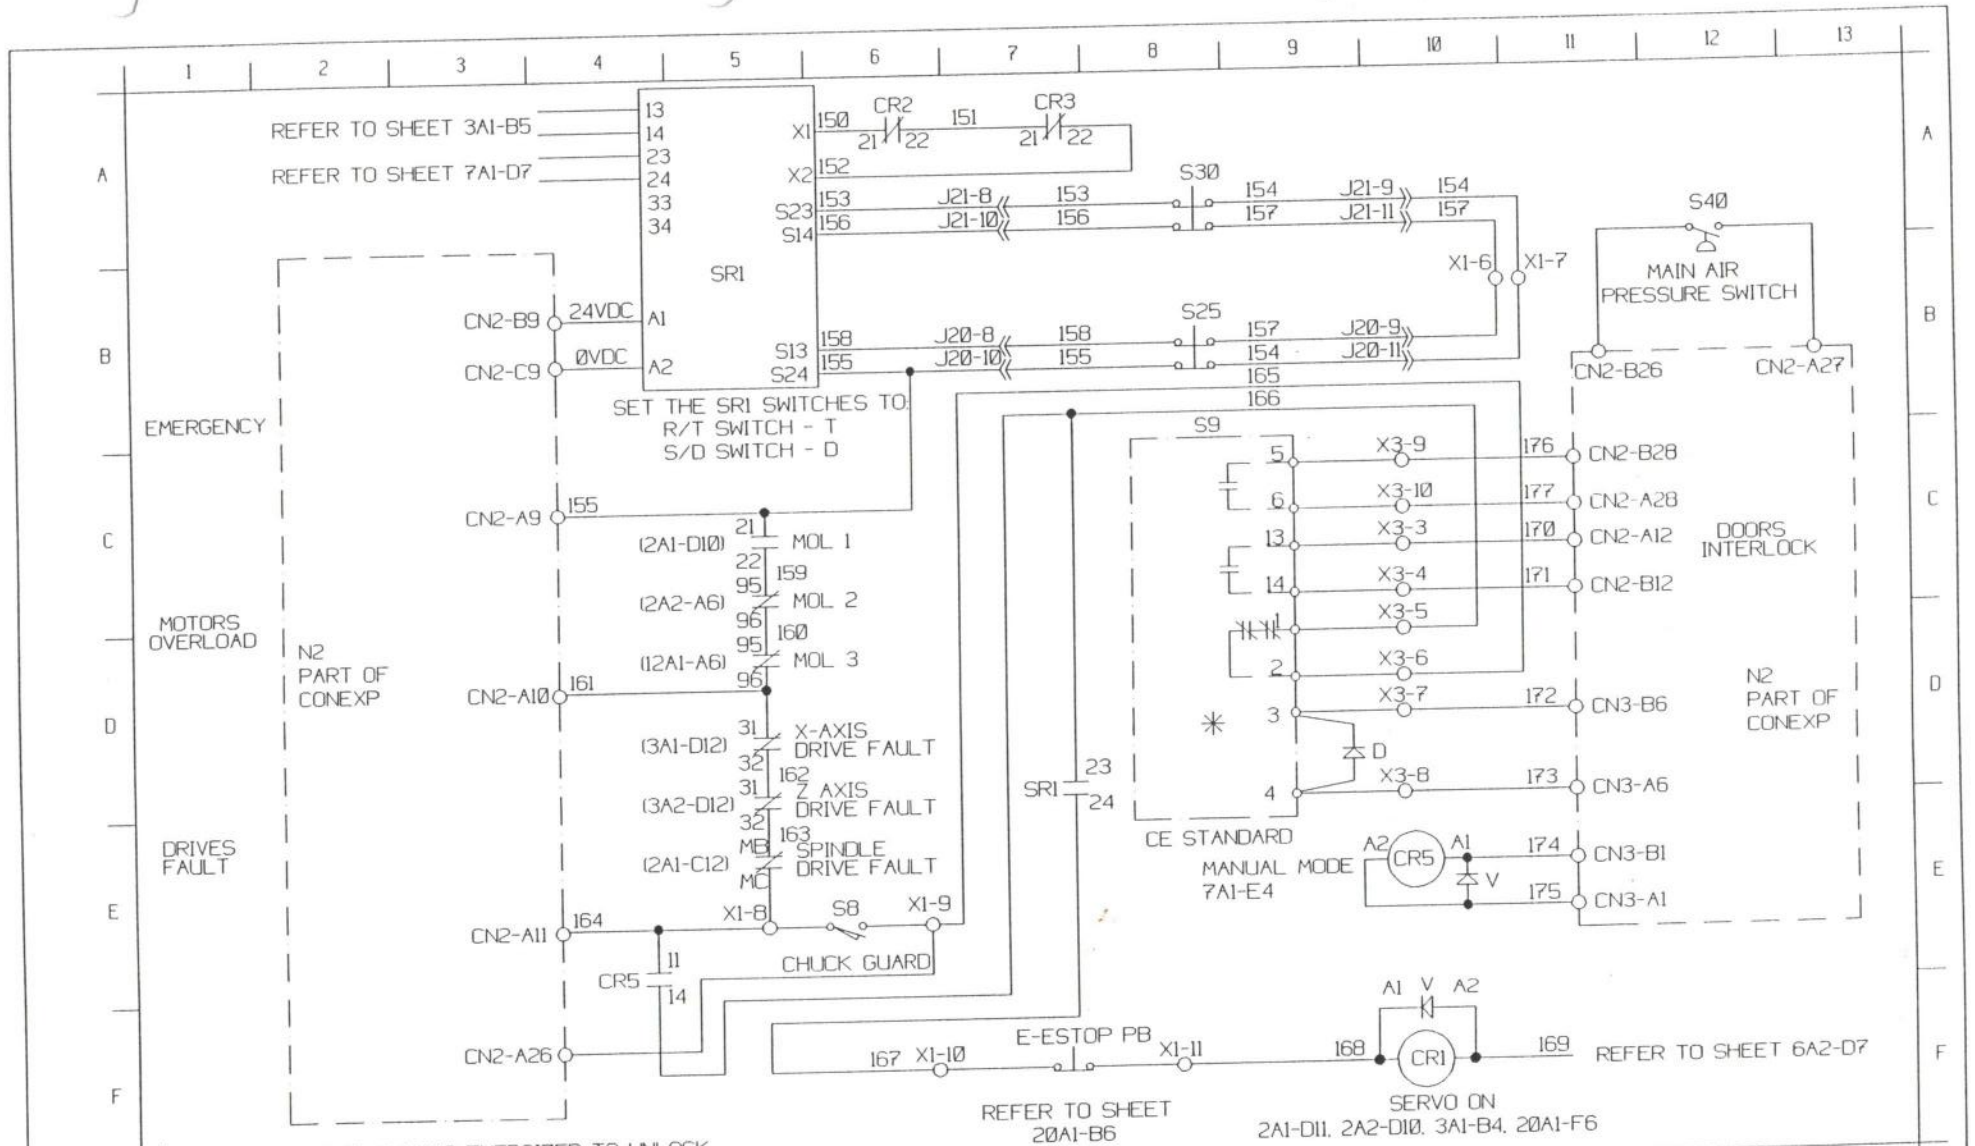 1 2 3 4 5 6 7 8 9 10 11 12 13
A
B
C
D
E
F
A
B
C
D
E
F
REFER TO SHEET 3A1-B5
REFER TO SHEET 7A1-D7
13
14
23
24
33
34
X1
X2
S23
S14
SR1
A1
A2
S13
S24
150
CR2
21 22
151
CR3
21 22
152
153 J21-8 153 S30 154 J21-9 154
156 J21-10 156 157 J21-11 157
X1-6 X1-7
S40
MAIN AIR
PRESSURE SWITCH
CN2-B26
CN2-A27
CN2-B9 24VDC
CN2-C9 0VDC
158 J20-8 158 S25 157 J20-9
155 J20-10 155 154 J20-11
165
166
SET THE SR1 SWITCHES TO:
R/T SWITCH - T
S/D SWITCH - D
EMERGENCY
MOTORS
OVERLOAD
DRIVES
FAULT
N2
PART OF
CONEXP
CN2-A9 155
(2A1-D10) 21 MOL 1
22
159
(2A2-A6) 95 MOL 2
96
160
(12A1-A6) 95 MOL 3
96
CN2-A10 161
(3A1-D12) 31 X-AXIS
DRIVE FAULT
32
162
(3A2-D12) 31 Z AXIS
DRIVE FAULT
32
163
(2A1-C12) MB SPINDLE
DRIVE FAULT
MC
CN2-A11 164 X1-8 S8 X1-9
CHUCK GUARD
CR5 11
14
CN2-A26
SR1 23
24
S9
5 X3-9 176 CN2-B28
6 X3-10 177 CN2-A28
13 X3-3 170 CN2-A12
14 X3-4 171 CN2-B12
1 X3-5
2 X3-6
3 X3-7 172 CN3-B6
D
4 X3-8 173 CN3-A6
DOORS
INTERLOCK
N2
PART OF
CONEXP
CE STANDARD
MANUAL MODE
7A1-E4
A2 CR5 A1 174 CN3-B1
V
175 CN3-A1
167 X1-10 E-ESTOP PB X1-11 168
A1 V A2
CR1
169 REFER TO SHEET 6A2-D7
REFER TO SHEET
20A1-B6
SERVO ON
2A1-D11, 2A2-D10, 3A1-B4, 20A1-F6
TO UNLOCK